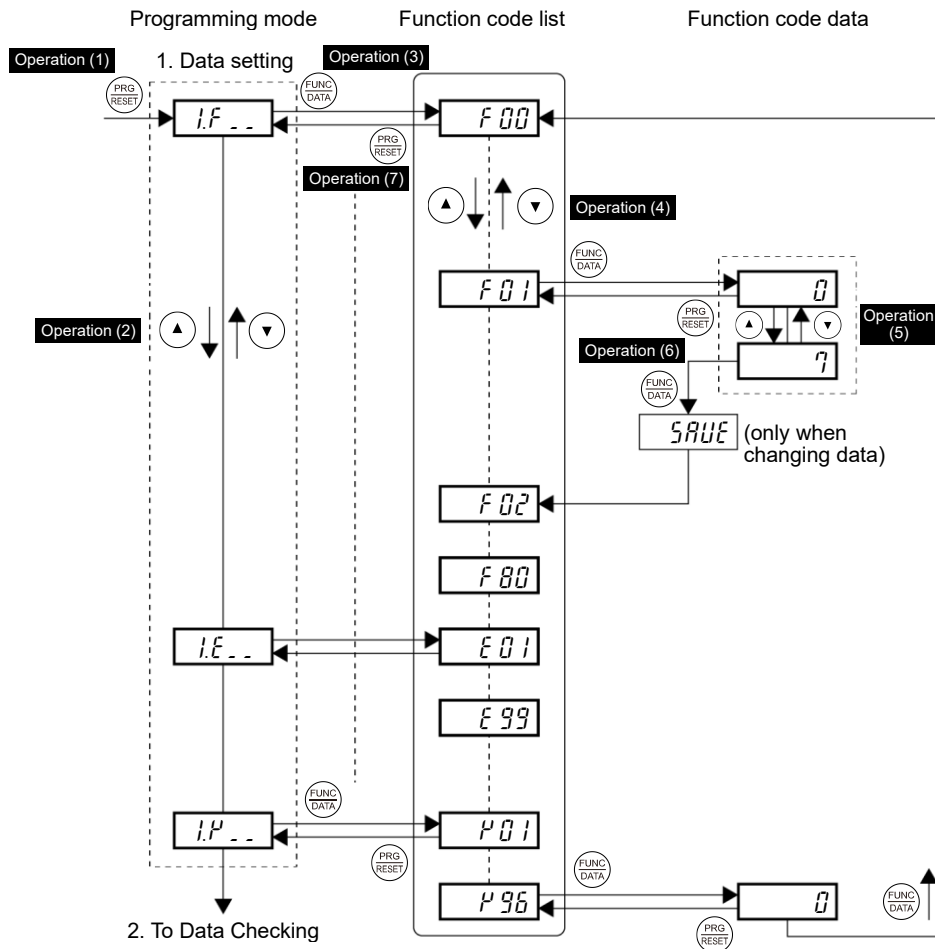 Programming mode
Function code list
Function code data
Operation (1)
1. Data setting
Operation (3)
PRG
RESET
FUNC
DATA
1.F_ _
F 00
PRG
RESET
Operation (7)
Operation (4)
FUNC
DATA
F 01
0
PRG
RESET
Operation (2)
Operation
(5)
Operation (6)
7
FUNC
DATA
SAVE
(only when
changing data)
F 02
F 80
1.E_ _
E 01
E 99
FUNC
DATA
1.y_ _
y 01
PRG
RESET
FUNC
DATA
y 96
0
FUNC
DATA
PRG
RESET
2. To Data Checking